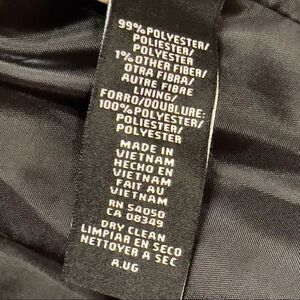 99%POLYESTER/
POLIESTER/
POLYESTER
1%OTHER FIBER/
OTRA FIBRA/
AUTRE FIBRE
LINING/
FORRO/DOUBLURE:
100%POLYESTER/
POLIESTER/
POLYESTER
MADE IN
VIETNAM
HECHO EN
VIETNAM
FAIT AU
VIETNAM
RN 54050
CA 08349
DRY CLEAN
LIMPIAR EN SECO
NETTOYER A SEC
A.UG